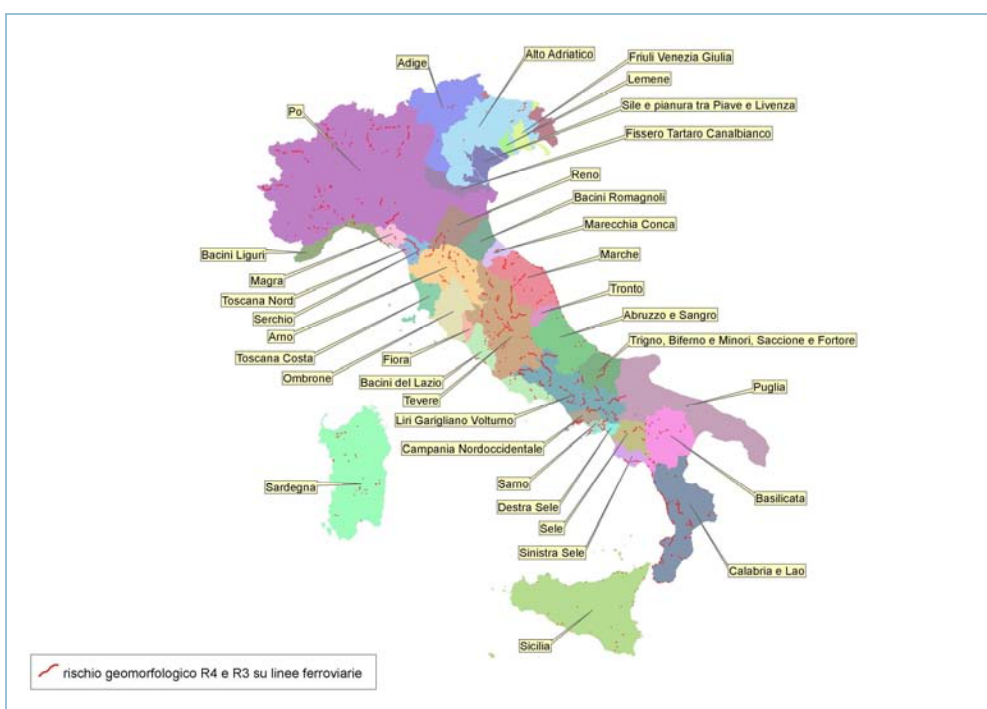 Alto Adriatico
Friuli Venezia Giulia
Adige
Lemene
Sile e pianura tra Piave e Livenza
Po
Fissero Tartaro Canalbianco
Reno
Bacini Romagnoli
Marecchia Conca
Bacini Liguri
Marche
Magra
Tronto
Toscana Nord
Abruzzo e Sangro
Serchio
Arno
Trigno, Biferno e Minori, Saccione e Fortore
Toscana Costa
Fiora
Ombrone
Bacini del Lazio
Puglia
Tevere
Liri Garigliano Volturno
Campania Nordoccidentale
Sarno
Sardegna
Basilicata
Destra Sele
Sele
Sinistra Sele
Calabria e Lao
Sicilia
rischio geomorfologico R4 e R3 su linee ferroviarie